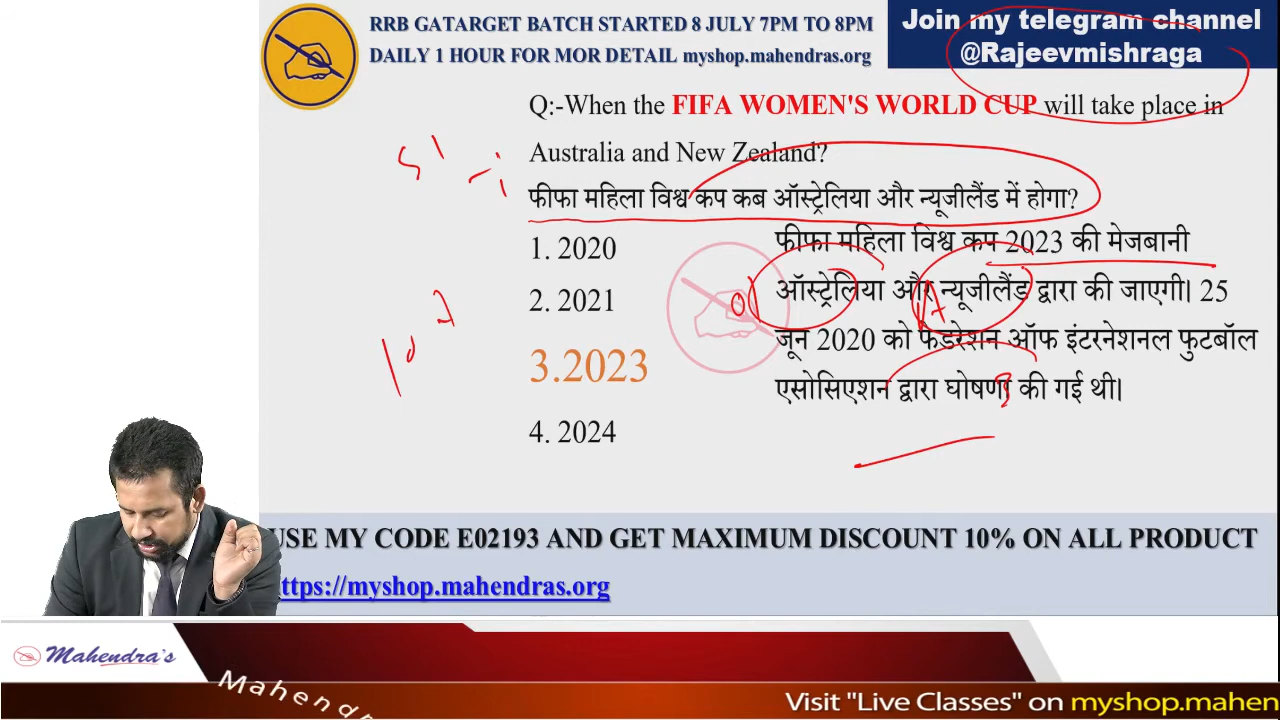 RRB GATARGET BATCH STARTED 8 JULY 7PM TO 8PM
DAILY 1 HOUR FOR MOR DETAIL myshop.mahendras.org
Join my telegram channel
@Rajeevmishraga
Q:-When the FIFA WOMEN'S WORLD CUP will take place in
Australia and New Zealand?
फीफा महिला विश्व कप कब ऑस्ट्रेलिया और न्यूजीलैंड में होगा?
1. 2020
2. 2021
3.2023
4. 2024
फीफा महिला विश्व कप 2023 की मेजबानी
ऑस्ट्रेलिया और न्यूजीलैंड द्वारा की जाएगी। 25
जून 2020 को फेडरेशन ऑफ इंटरनेशनल फुटबॉल
एसोसिएशन द्वारा घोषणा की गई थी।
USE MY CODE E02193 AND GET MAXIMUM DISCOUNT 10% ON ALL PRODUCT
ttps://myshop.mahendras.org
Mahendra's
Mahendr
Visit "Live Classes" on myshop.mahen